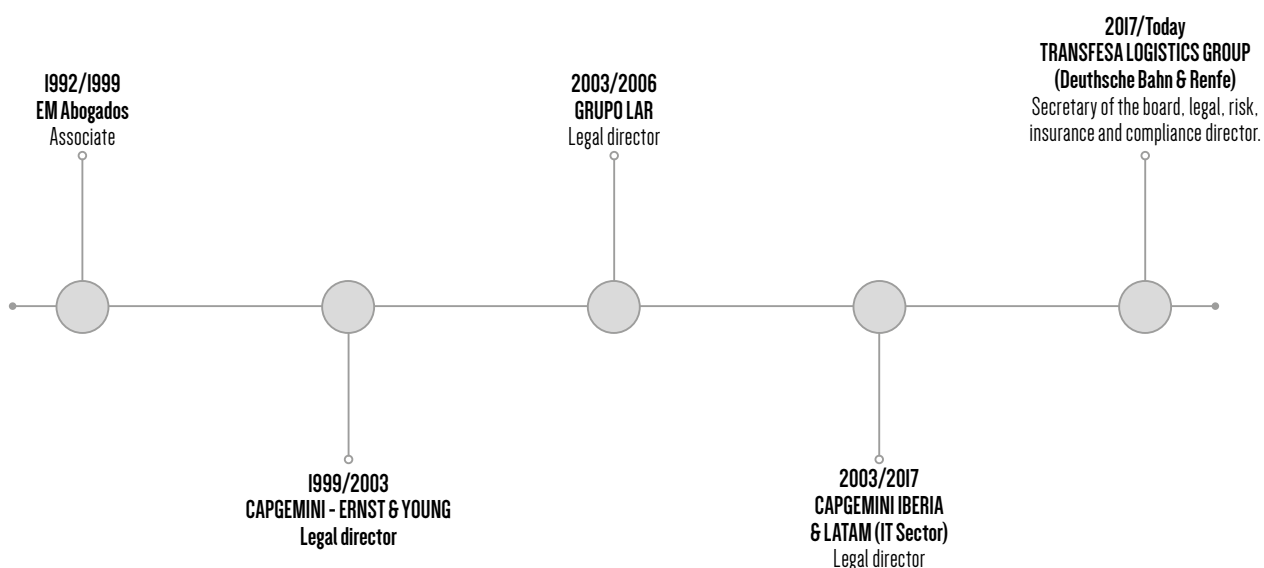 1992/1999
EM Abogados
Associate
1999/2003
CAPGEMINI - ERNST & YOUNG
Legal director
2003/2006
GRUPO LAR
Legal director
2003/2017
CAPGEMINI IBERIA
& LATAM (IT Sector)
Legal director
2017/Today
TRANSFESA LOGISTICS GROUP
(Deuthsche Bahn & Renfe)
Secretary of the board, legal, risk,
insurance and compliance director.